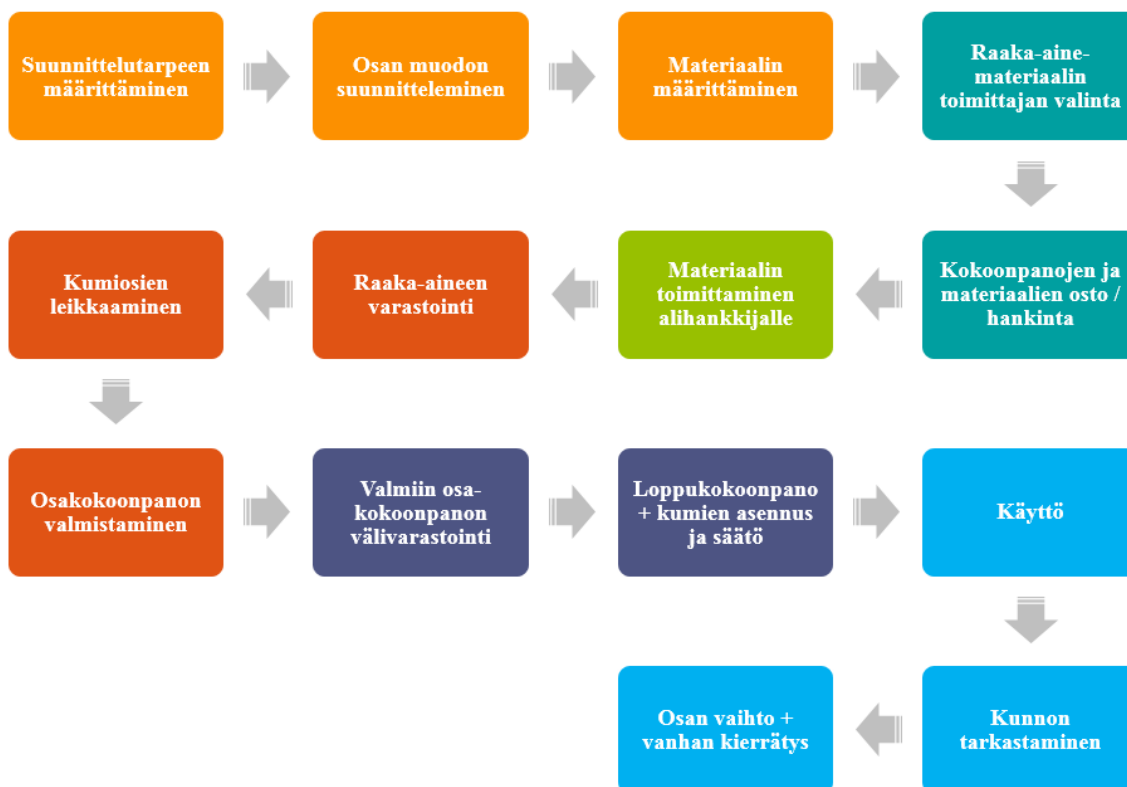 Suunnittelutarpeen
määrittäminen
Osan muodon
suunnitteleminen
Materiaalin
määrittäminen
Raaka-aine-
materiaalin
toimittajan valinta
Kokoonpanojen ja
materiaalien osto /
hankinta
Materiaalin
toimittaminen
alihankkijalle
Raaka-aineen
varastointi
Kumiosien
leikkaaminen
Osakokoonpanon
valmistaminen
Valmiin osa-
kokoonpanon
välivarastointi
Loppukokoonpano
+ kumien asennus
ja säätö
Käyttö
Kunnon
tarkastaminen
Osan vaihto +
vanhan kierrätys